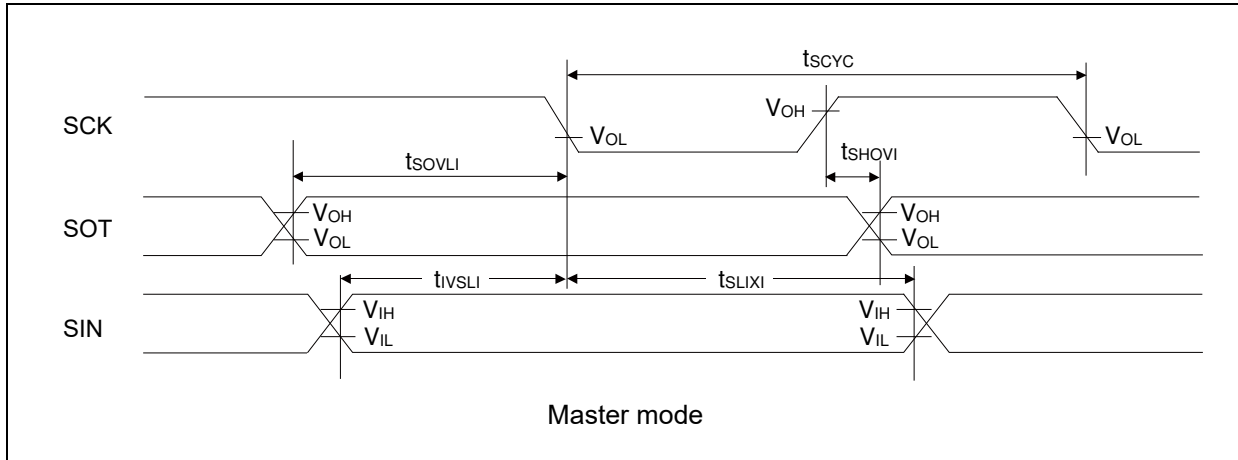 tSCYC
SCK
VOH
VOL
VOL
tSOVLI
tSHOVI
SOT
VOH
VOL
VOH
VOL
tIVSLI
tSLIXI
SIN
VIH
VIL
VIH
VIL
Master mode